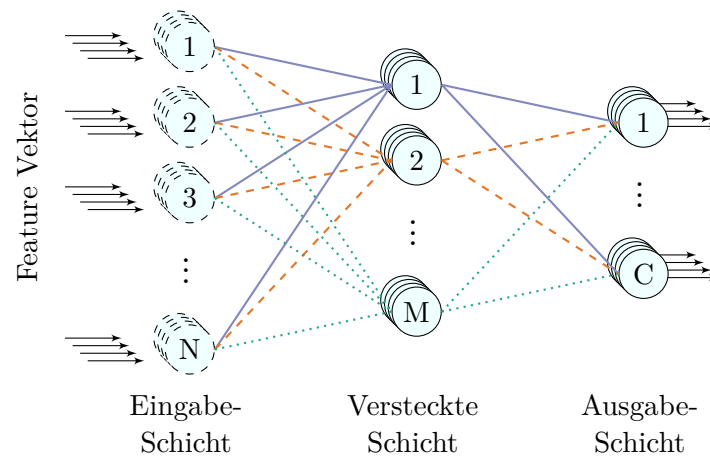 Feature Vektor
1
2
3
⋮
N
1
2
⋮
M
1
⋮
C
Eingabe-
Schicht
Versteckte
Schicht
Ausgabe-
Schicht